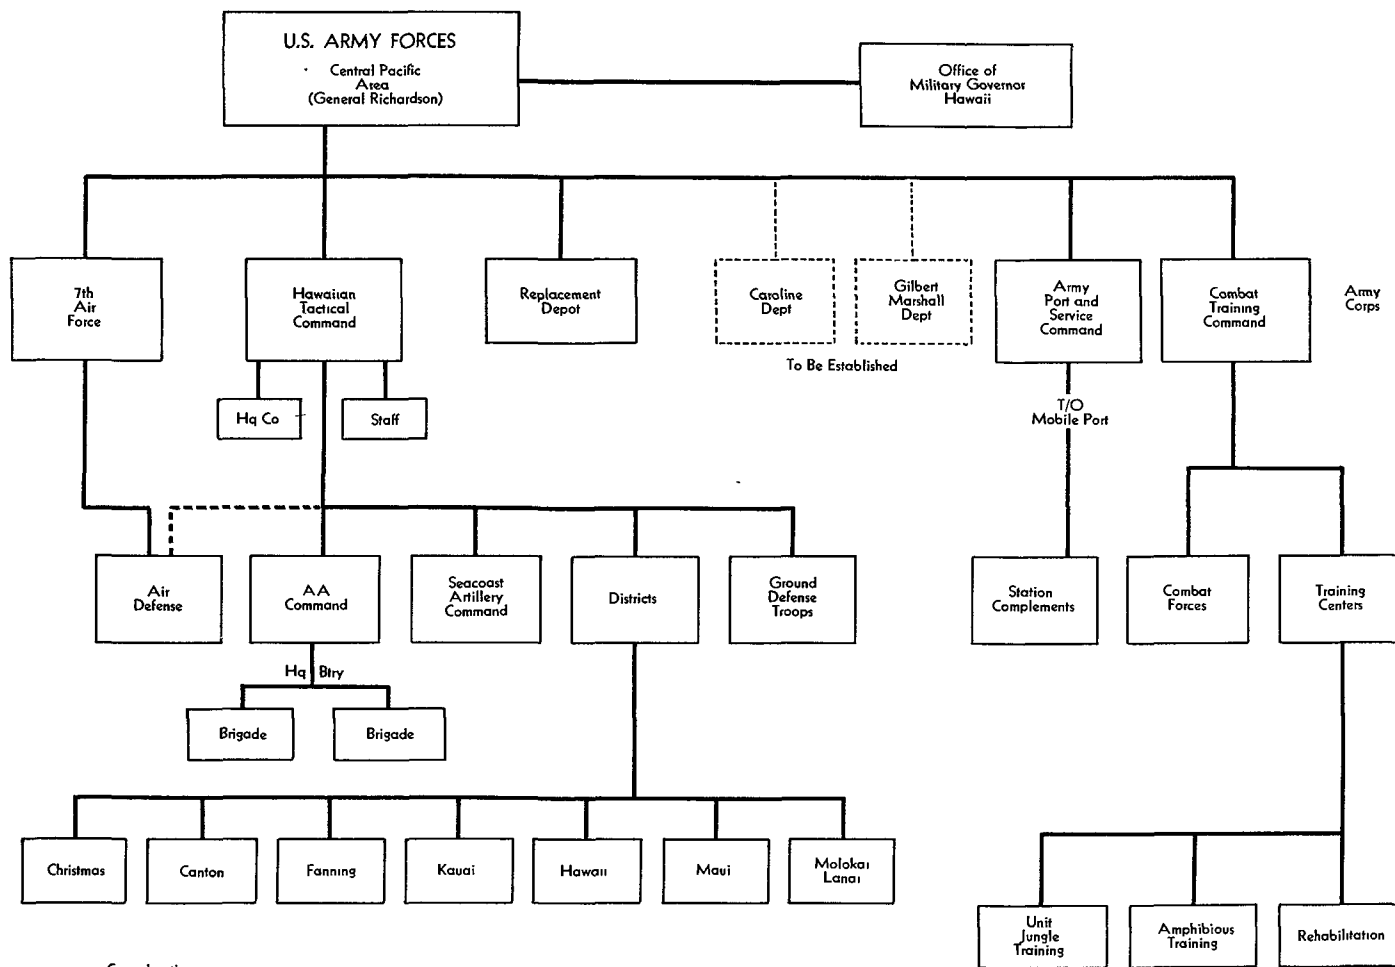 U.S. ARMY FORCES
Central Pacific
Area
(General Richardson)
Office of
Military Governor
Hawaii
7th
Air
Force
Hawaiian
Tactical
Command
Replacement
Depot
Caroline
Dept
Gilbert
Marshall
Dept
Army
Port and
Service
Command
Combat
Training
Command
Army
Corps
To Be Established
Hq Co
Staff
T/O
Mobile Port
Air
Defense
AA
Command
Seacoast
Artillery
Command
Districts
Ground
Defense
Troops
Station
Complements
Combat
Forces
Training
Centers
Hq Btry
Brigade
Brigade
Christmas
Canton
Fanning
Kauai
Hawaii
Maui
Molokai
Lanai
Unit
Jungle
Training
Amphibious
Training
Rehabilitation